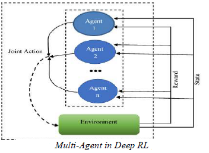 Agent
1
Joint Action
Agent
2
Agent
n
Reward
State
Environment
Multi-Agent in Deep RL